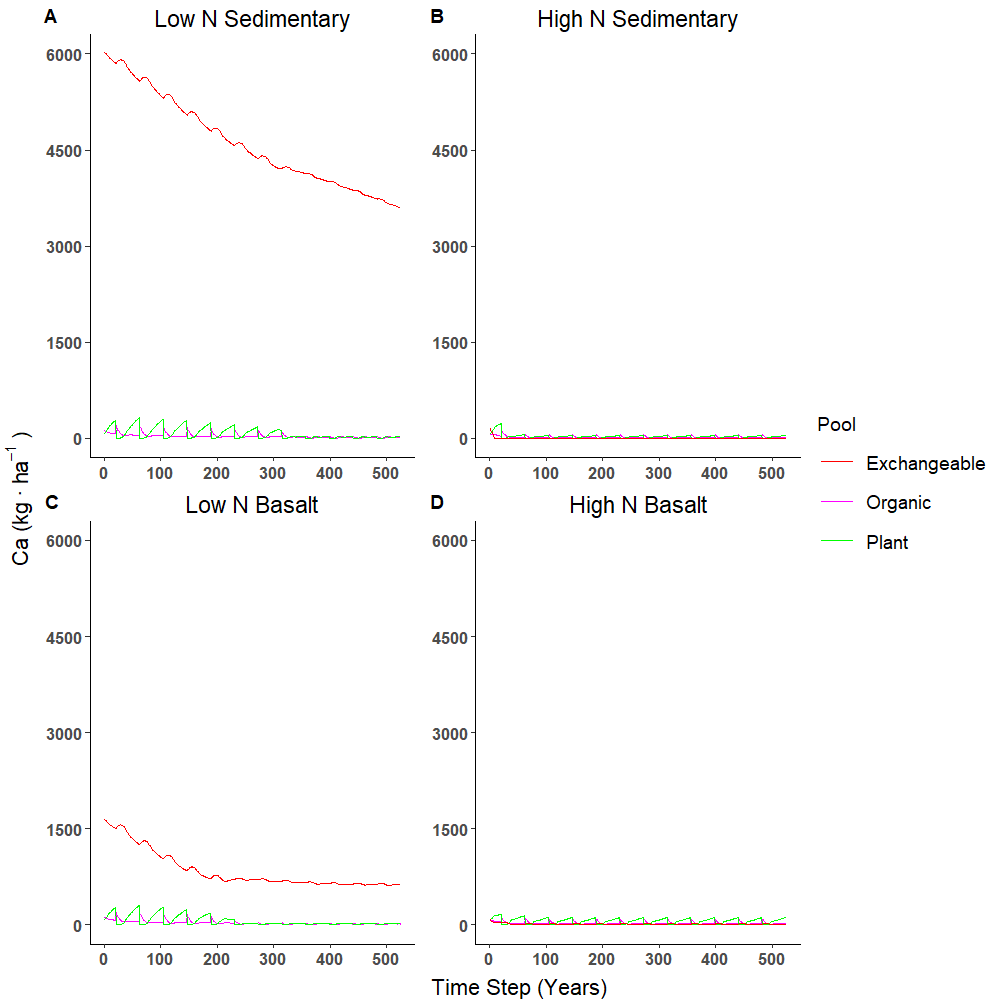 A Low N Sedimentary
B High N Sedimentary
6000
4500
3000
1500
0
0 100 200 300 400 500
6000
4500
3000
1500
0
0 100 200 300 400 500
C Low N Basalt
D High N Basalt
6000
4500
3000
1500
0
0 100 200 300 400 500
6000
4500
3000
1500
0
0 100 200 300 400 500
Ca (kg · ha⁻¹ )
Time Step (Years)
Pool
Exchangeable
Organic
Plant